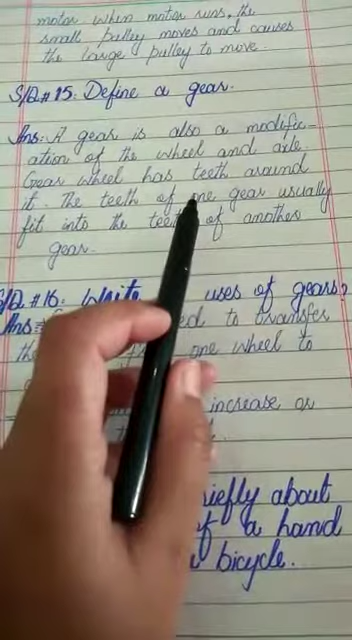 motor when motor runs, the
small pulley moves and causes
the large pulley to move.
S/Q.# 15: Define a gear.
Ans: A gear is also a modific-
ation of the wheel and axle.
Gear wheel has teeth around
it. The teeth of one gear usually
fit into the teeth of another
gear.
S/Q.# 16: Write uses of gears?
Ans: to transfer
one wheel to
increase or
about
a hand
bicycle.